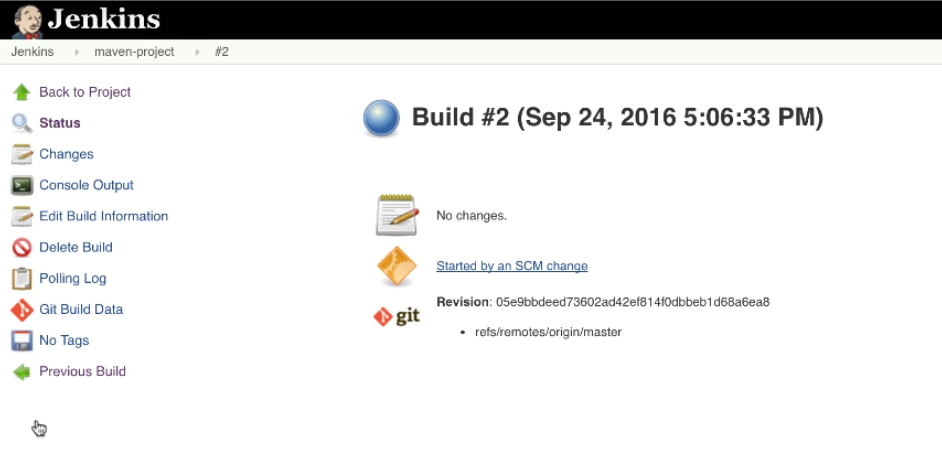 Jenkins
Jenkins maven-project #2
Back to Project
Status
Changes
Console Output
Edit Build Information
Delete Build
Polling Log
Git Build Data
No Tags
Previous Build
Build #2 (Sep 24, 2016 5:06:33 PM)
No changes.
Started by an SCM change
git
Revision: 05e9bbdeed73602ad42ef814f0dbbeb1d68a6ea8
refs/remotes/origin/master